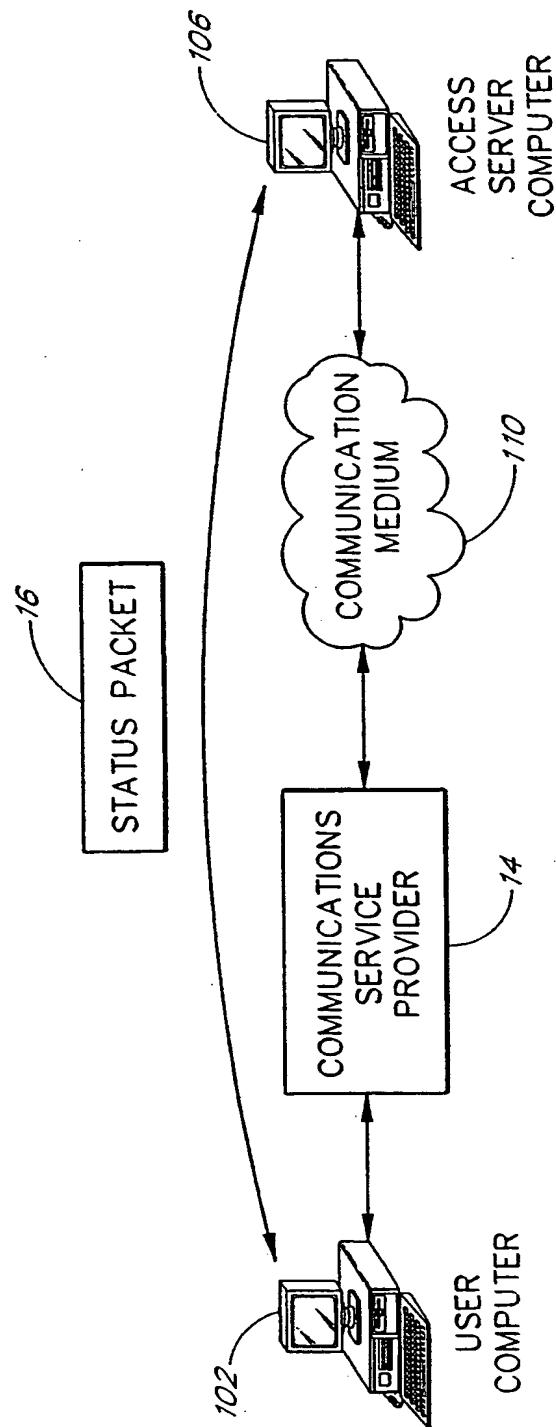 16
STATUS PACKET
102
106
USER
COMPUTER
COMMUNICATIONS
SERVICE
PROVIDER
14
COMMUNICATION
MEDIUM
110
ACCESS
SERVER
COMPUTER